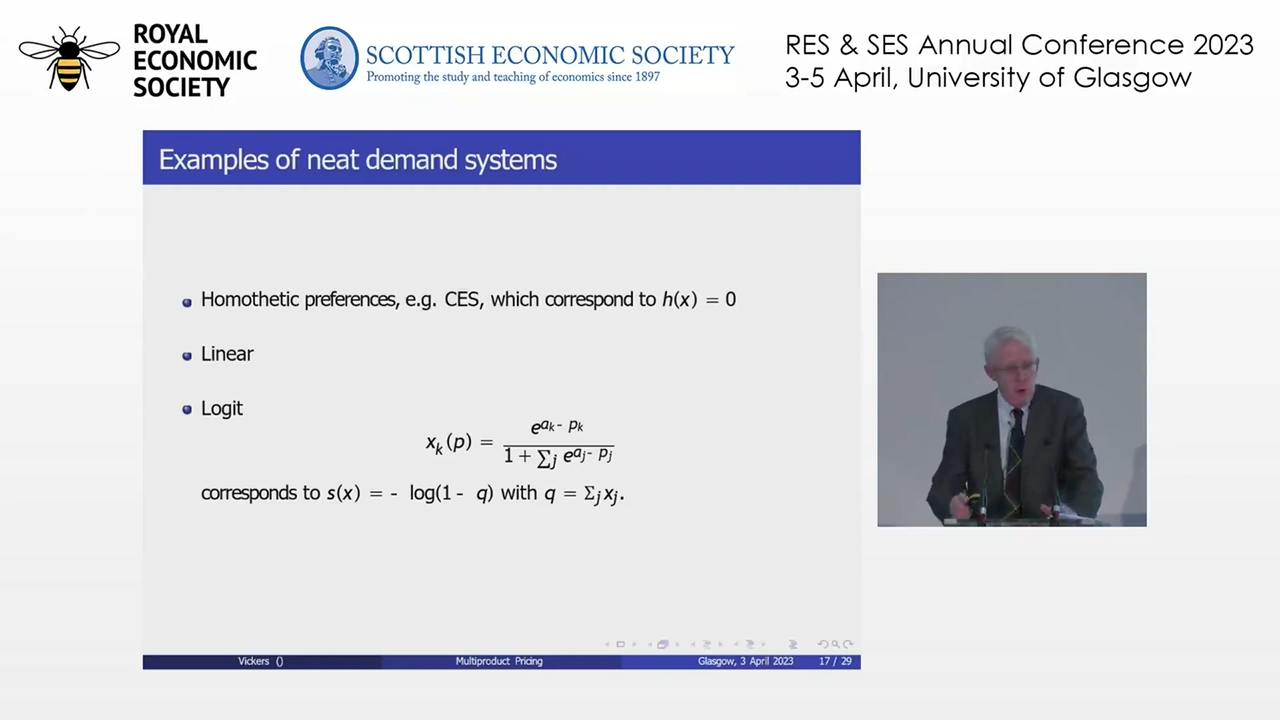 ROYAL
ECONOMIC
SOCIETY
SCOTTISH ECONOMIC SOCIETY
Promoting the study and teaching of economics since 1897
RES & SES Annual Conference 2023
3-5 April, University of Glasgow
Examples of neat demand systems
Homothetic preferences, e.g. CES, which correspond to h(x) = 0
Linear
Logit
x_k(p) = e^{a_k - p_k} / (1 + ∑_j e^{a_j - p_j})
corresponds to s(x) = - log(1 - q) with q = Σ_j x_j.
Vickers () Multiproduct Pricing Glasgow, 3 April 2023 17 / 29